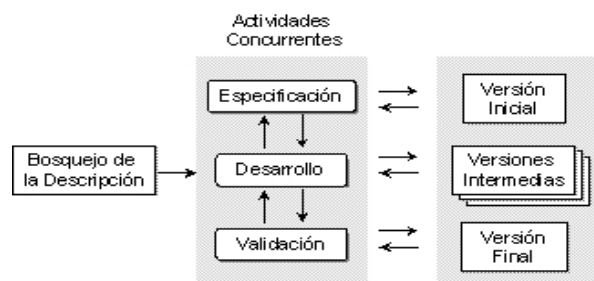 Actividades
Concurrentes
Especificación
Versión
Inicial
Bosquejo de
la Descripción
Desarrollo
Versiones
Intermedias
Validación
Versión
Final